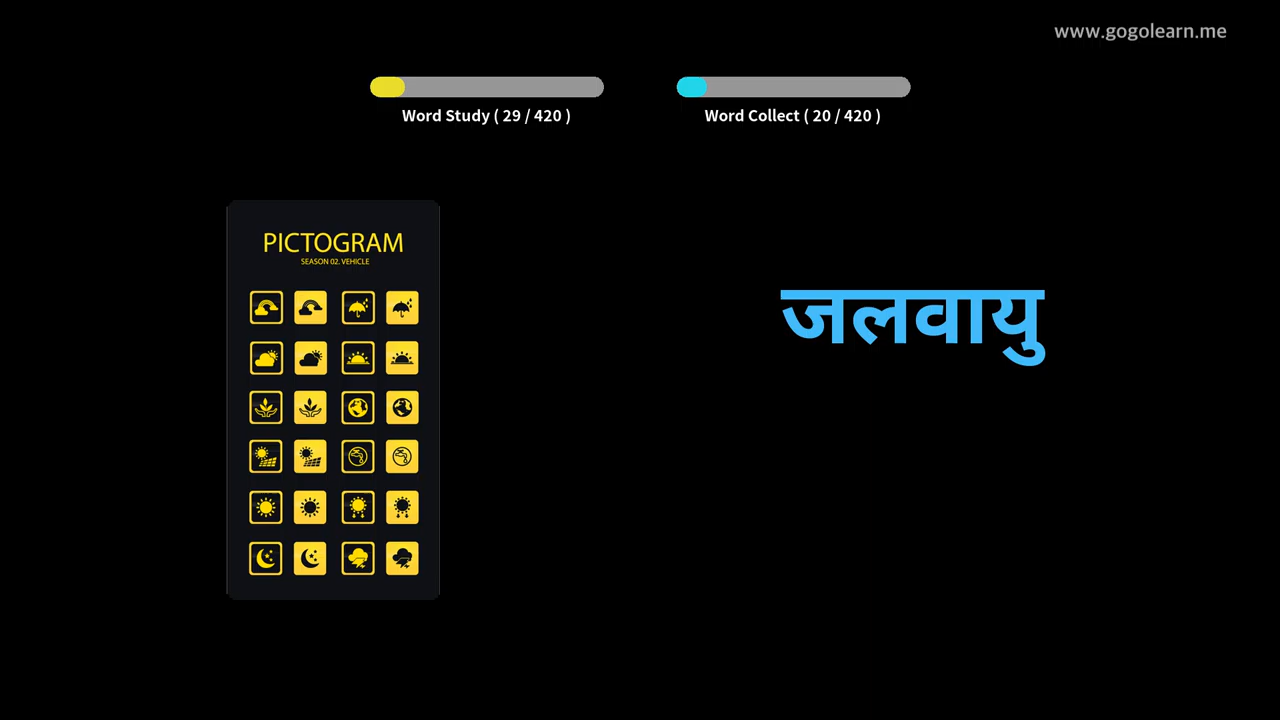 www.gogolearn.me
Word Study ( 29 / 420 )
Word Collect ( 20 / 420 )
PICTOGRAM
SEASON 02. VEHICLE
जलवायु